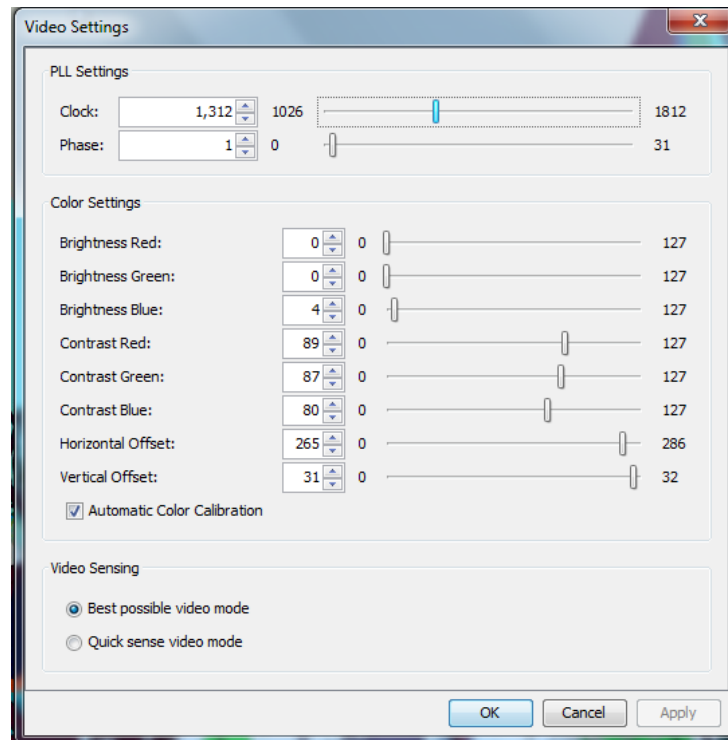 Video Settings
PLL Settings
Clock: 1,312 1026 1812
Phase: 1 0 31
Color Settings
Brightness Red: 0 0 127
Brightness Green: 0 0 127
Brightness Blue: 4 0 127
Contrast Red: 89 0 127
Contrast Green: 87 0 127
Contrast Blue: 80 0 127
Horizontal Offset: 265 0 286
Vertical Offset: 31 0 32
Automatic Color Calibration
Video Sensing
Best possible video mode
Quick sense video mode
OK Cancel Apply